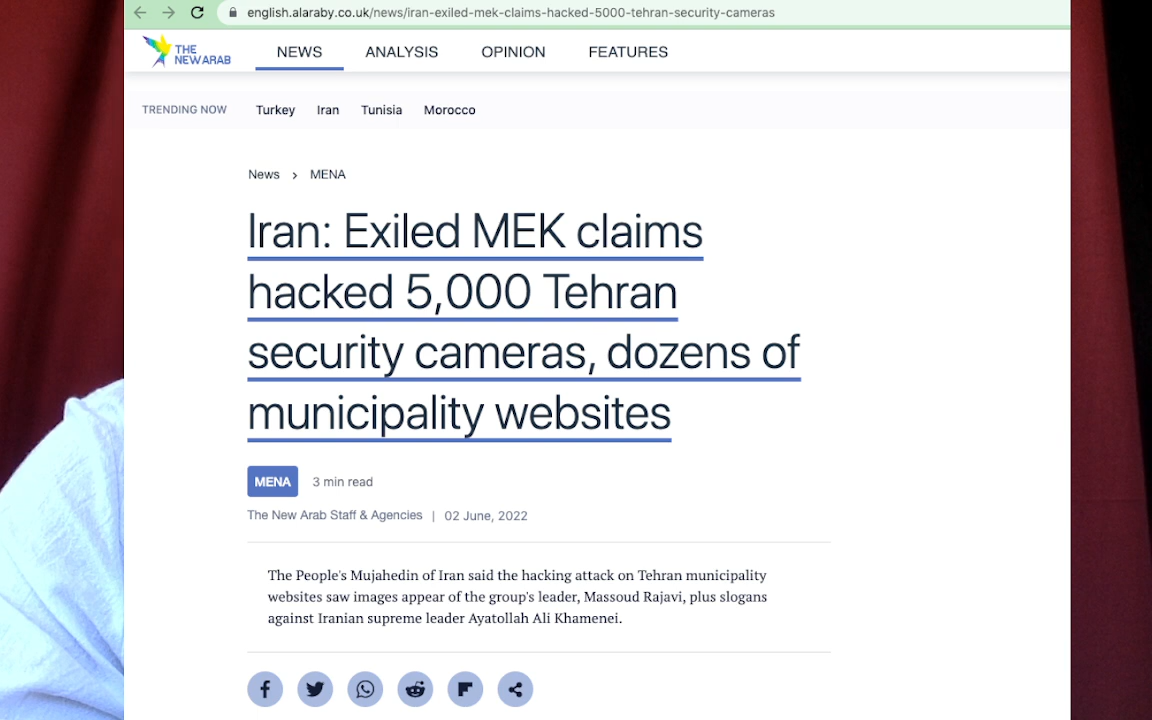 english.alaraby.co.uk/news/iran-exiled-mek-claims-hacked-5000-tehran-security-cameras
THE
NEWARAB
NEWS ANALYSIS OPINION FEATURES
TRENDING NOW Turkey Iran Tunisia Morocco
News > MENA
Iran: Exiled MEK claims
hacked 5,000 Tehran
security cameras, dozens of
municipality websites
MENA 3 min read
The New Arab Staff & Agencies | 02 June, 2022
The People's Mujahedin of Iran said the hacking attack on Tehran municipality
websites saw images appear of the group's leader, Massoud Rajavi, plus slogans
against Iranian supreme leader Ayatollah Ali Khamenei.